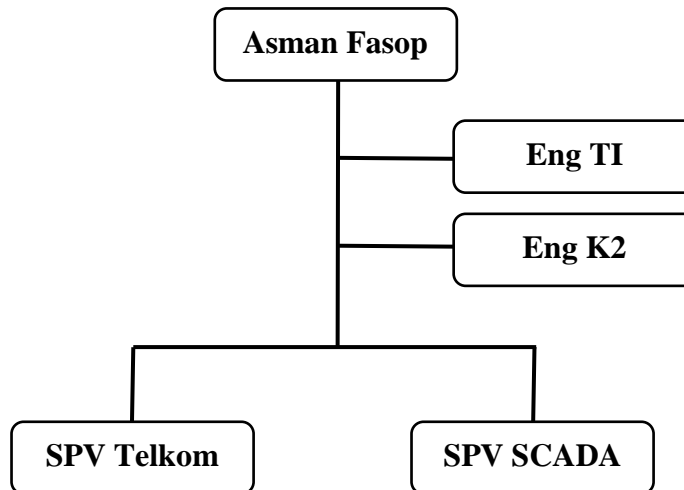 Asman Fasop
Eng TI
Eng K2
SPV Telkom
SPV SCADA